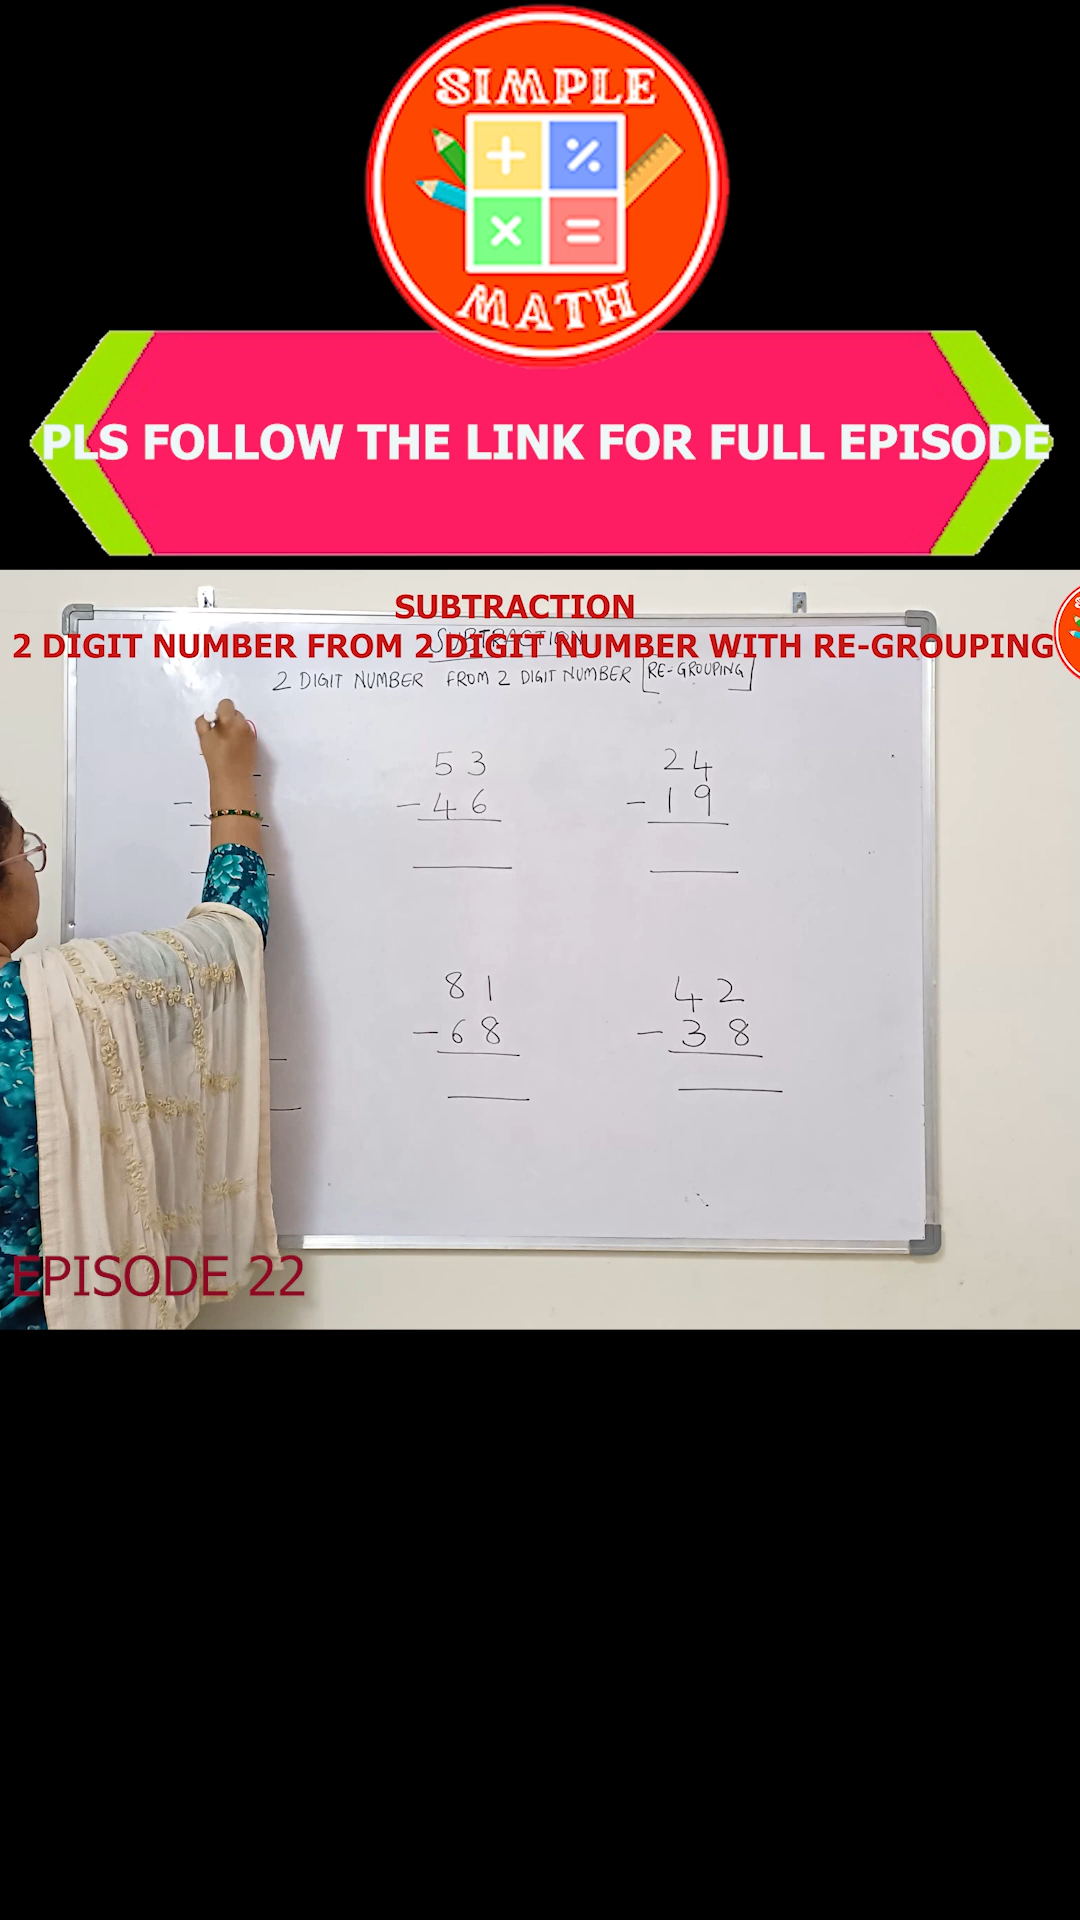 SIMPLE
+ %
× =
MATH
PLS FOLLOW THE LINK FOR FULL EPISODE
SUBTRACTION
2 DIGIT NUMBER FROM 2 DIGIT NUMBER WITH RE-GROUPING
SUBTRACTION
2 DIGIT NUMBER FROM 2 DIGIT NUMBER [RE-GROUPING]
53 24
-46 -19
81 42
-68 -38
EPISODE 22